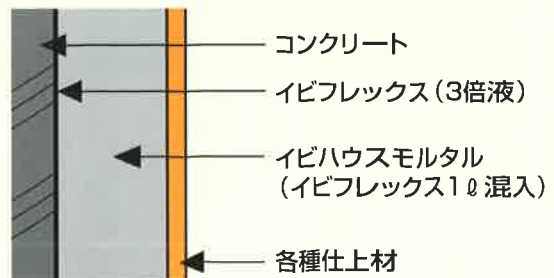 コンクリート
イビフレックス（3倍液）
イビハウスモルタル
（イビフレックス1ℓ混入）
各種仕上材